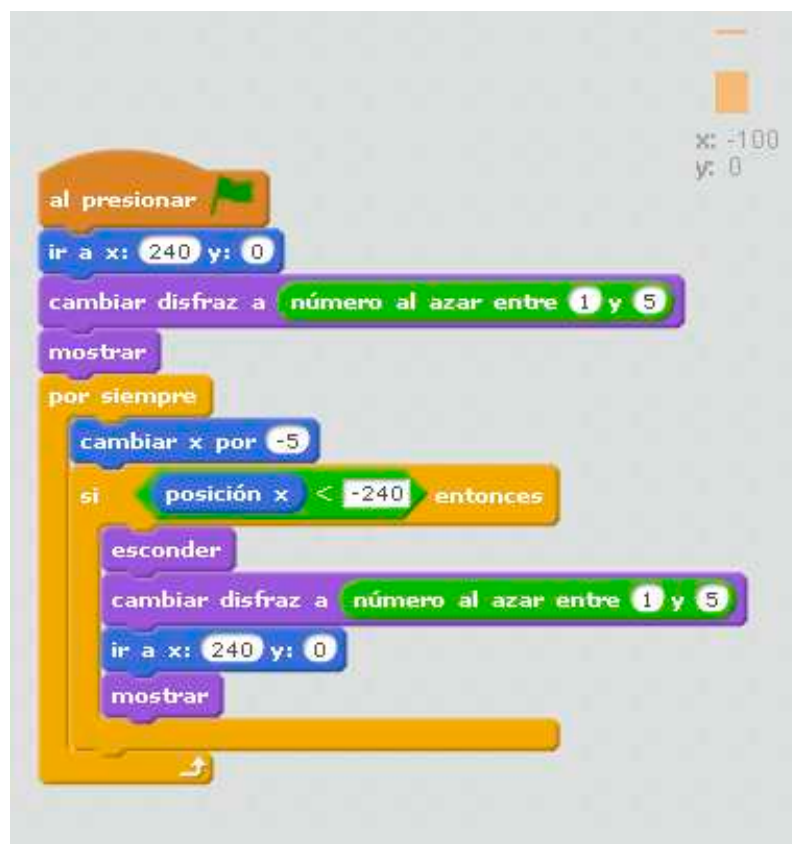 x: -100
y: 0
al presionar
ir a x: 240 y: 0
cambiar disfraz a número al azar entre 1 y 5
mostrar
por siempre
cambiar x por -5
si posición x < -240 entonces
esconder
cambiar disfraz a número al azar entre 1 y 5
ir a x: 240 y: 0
mostrar